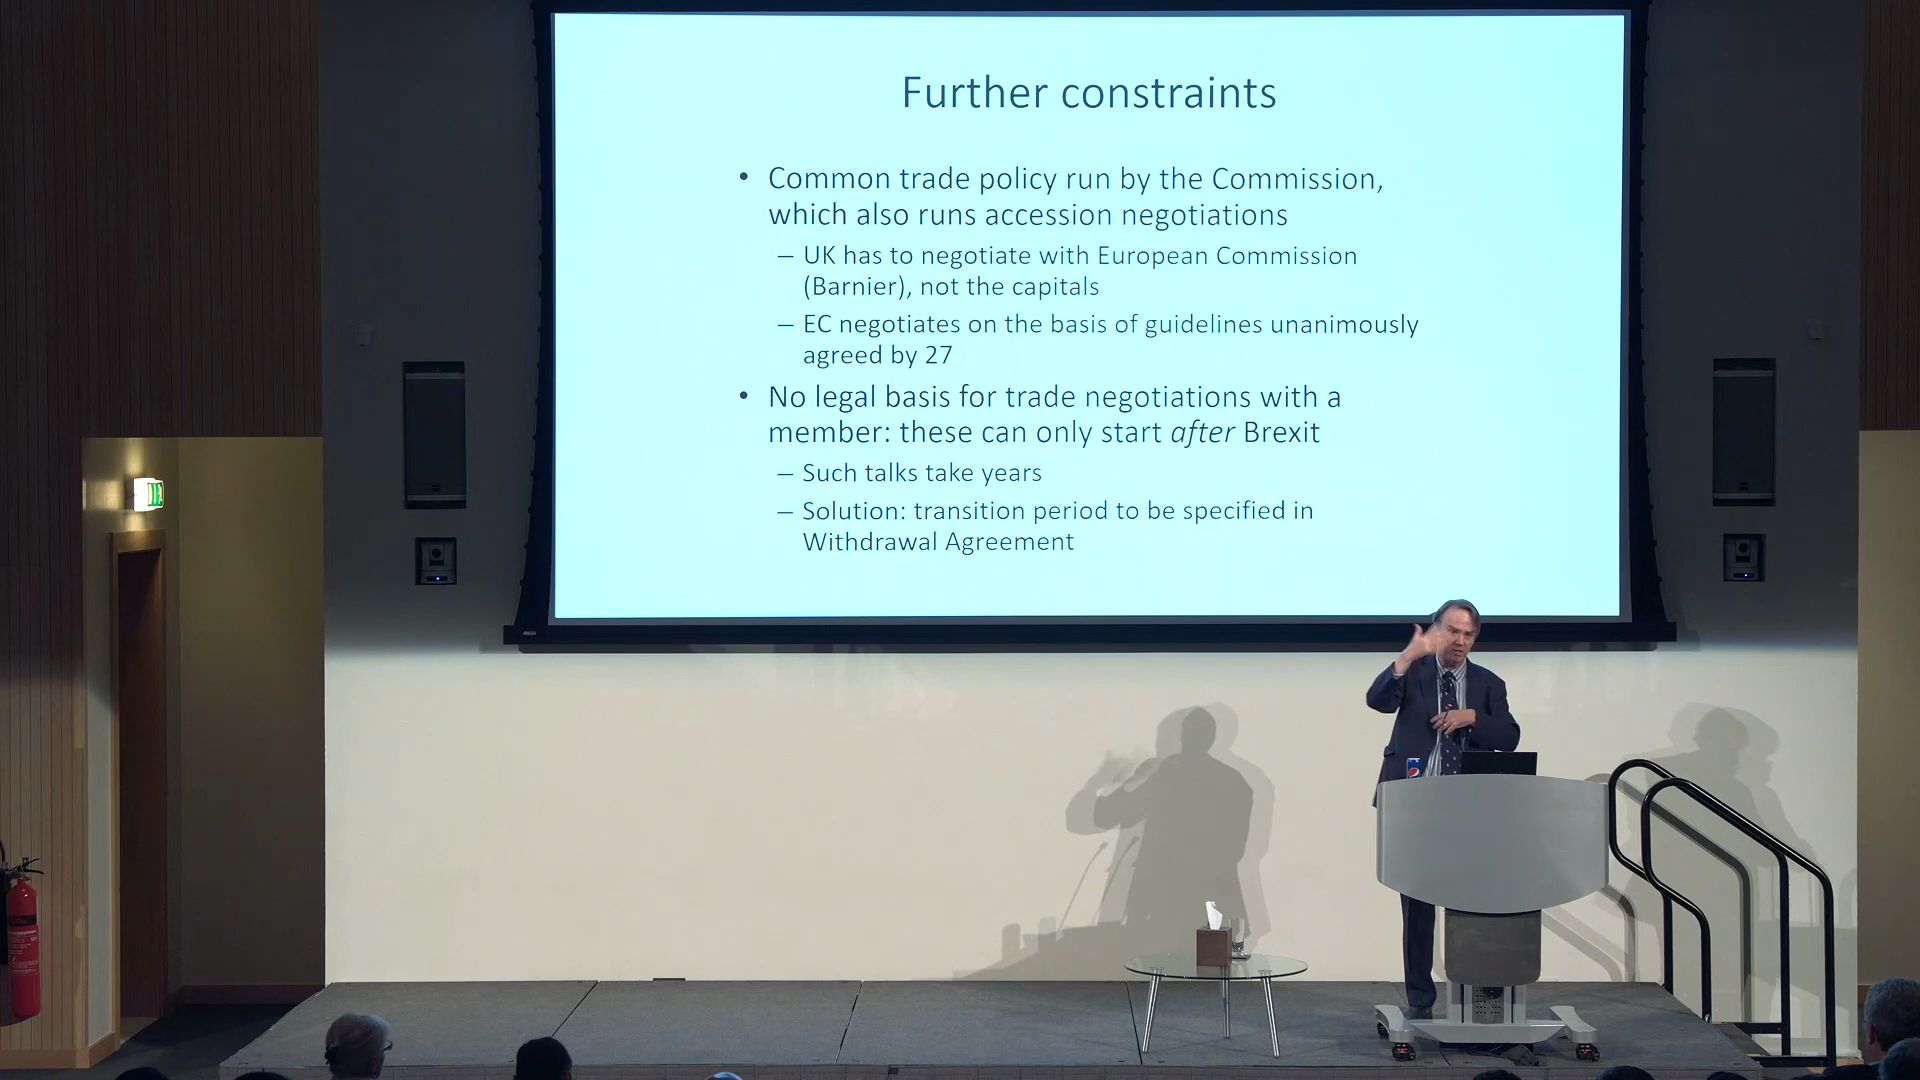 Further constraints
• Common trade policy run by the Commission,
which also runs accession negotiations
– UK has to negotiate with European Commission
(Barnier), not the capitals
– EC negotiates on the basis of guidelines unanimously
agreed by 27
• No legal basis for trade negotiations with a
member: these can only start after Brexit
– Such talks take years
– Solution: transition period to be specified in
Withdrawal Agreement